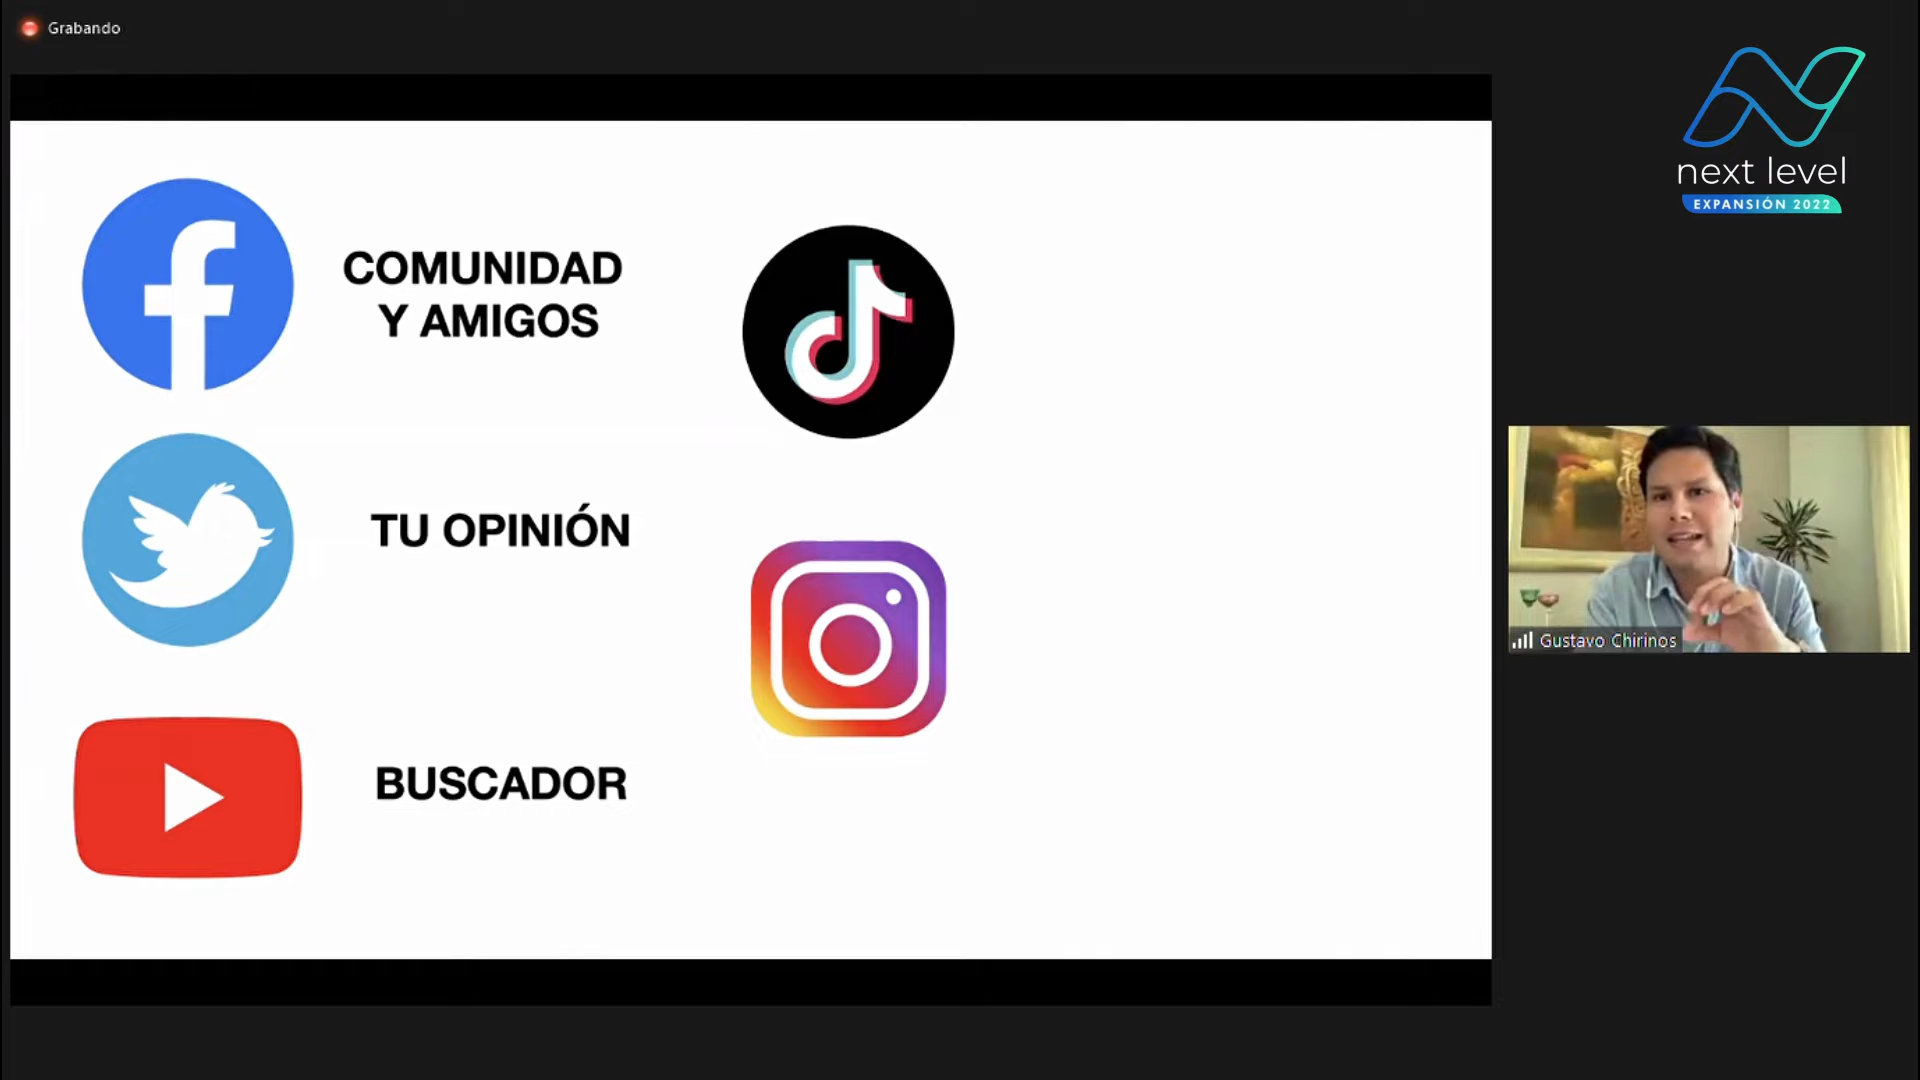 Grabando
next level
EXPANSIÓN 2022
COMUNIDAD
Y AMIGOS
TU OPINIÓN
BUSCADOR
Gustavo Chirinos